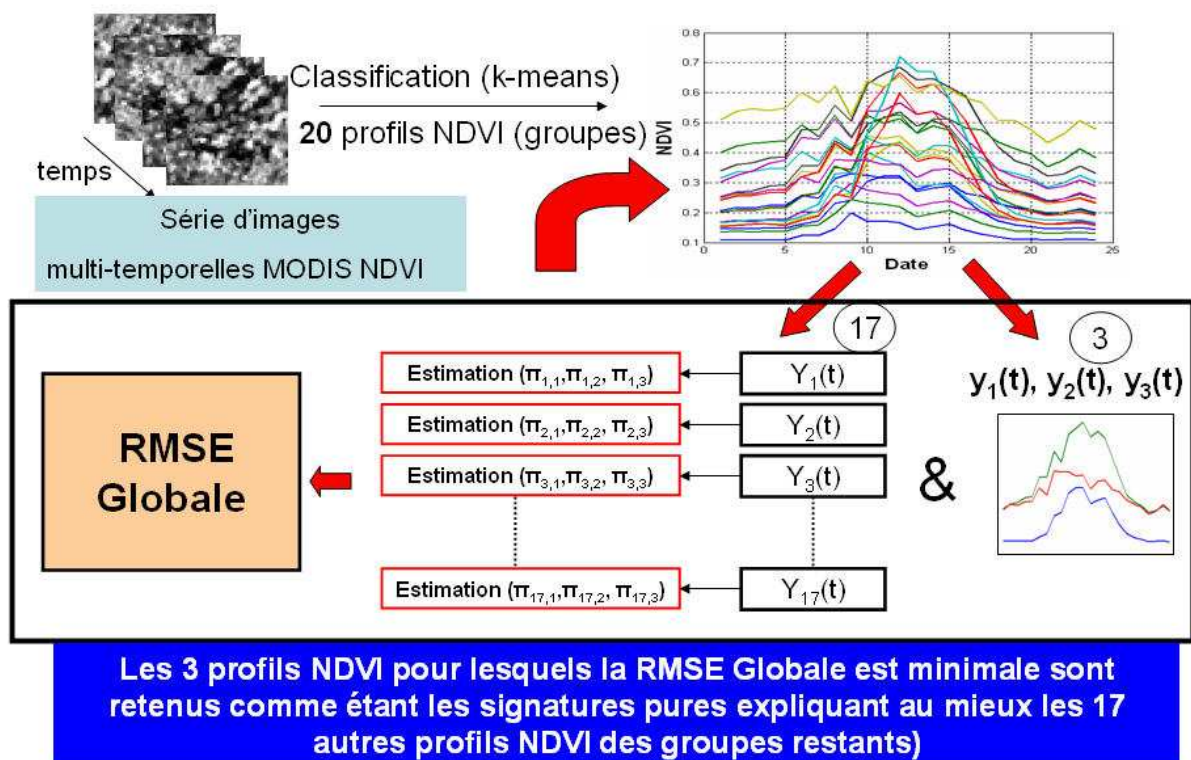 Classification (k-means)
20 profils NDVI (groupes)
temps
Série d'images
multi-temporelles MODIS NDVI
0.8
0.7
0.6
0.5
0.4
0.3
0.2
0.1
NDVI
0
5
10
15
20
25
Date
17
3
y1(t), y2(t), y3(t)
Estimation (π1,1,π1,2, π1,3)
Y1(t)
Estimation (π2,1,π2,2, π2,3)
Y2(t)
Estimation (π3,1,π3,2, π3,3)
Y3(t)
Estimation (π17,1,π17,2, π17,3)
Y17(t)
&
RMSE
Globale
Les 3 profils NDVI pour lesquels la RMSE Globale est minimale sont
retenus comme étant les signatures pures expliquant au mieux les 17
autres profils NDVI des groupes restants)